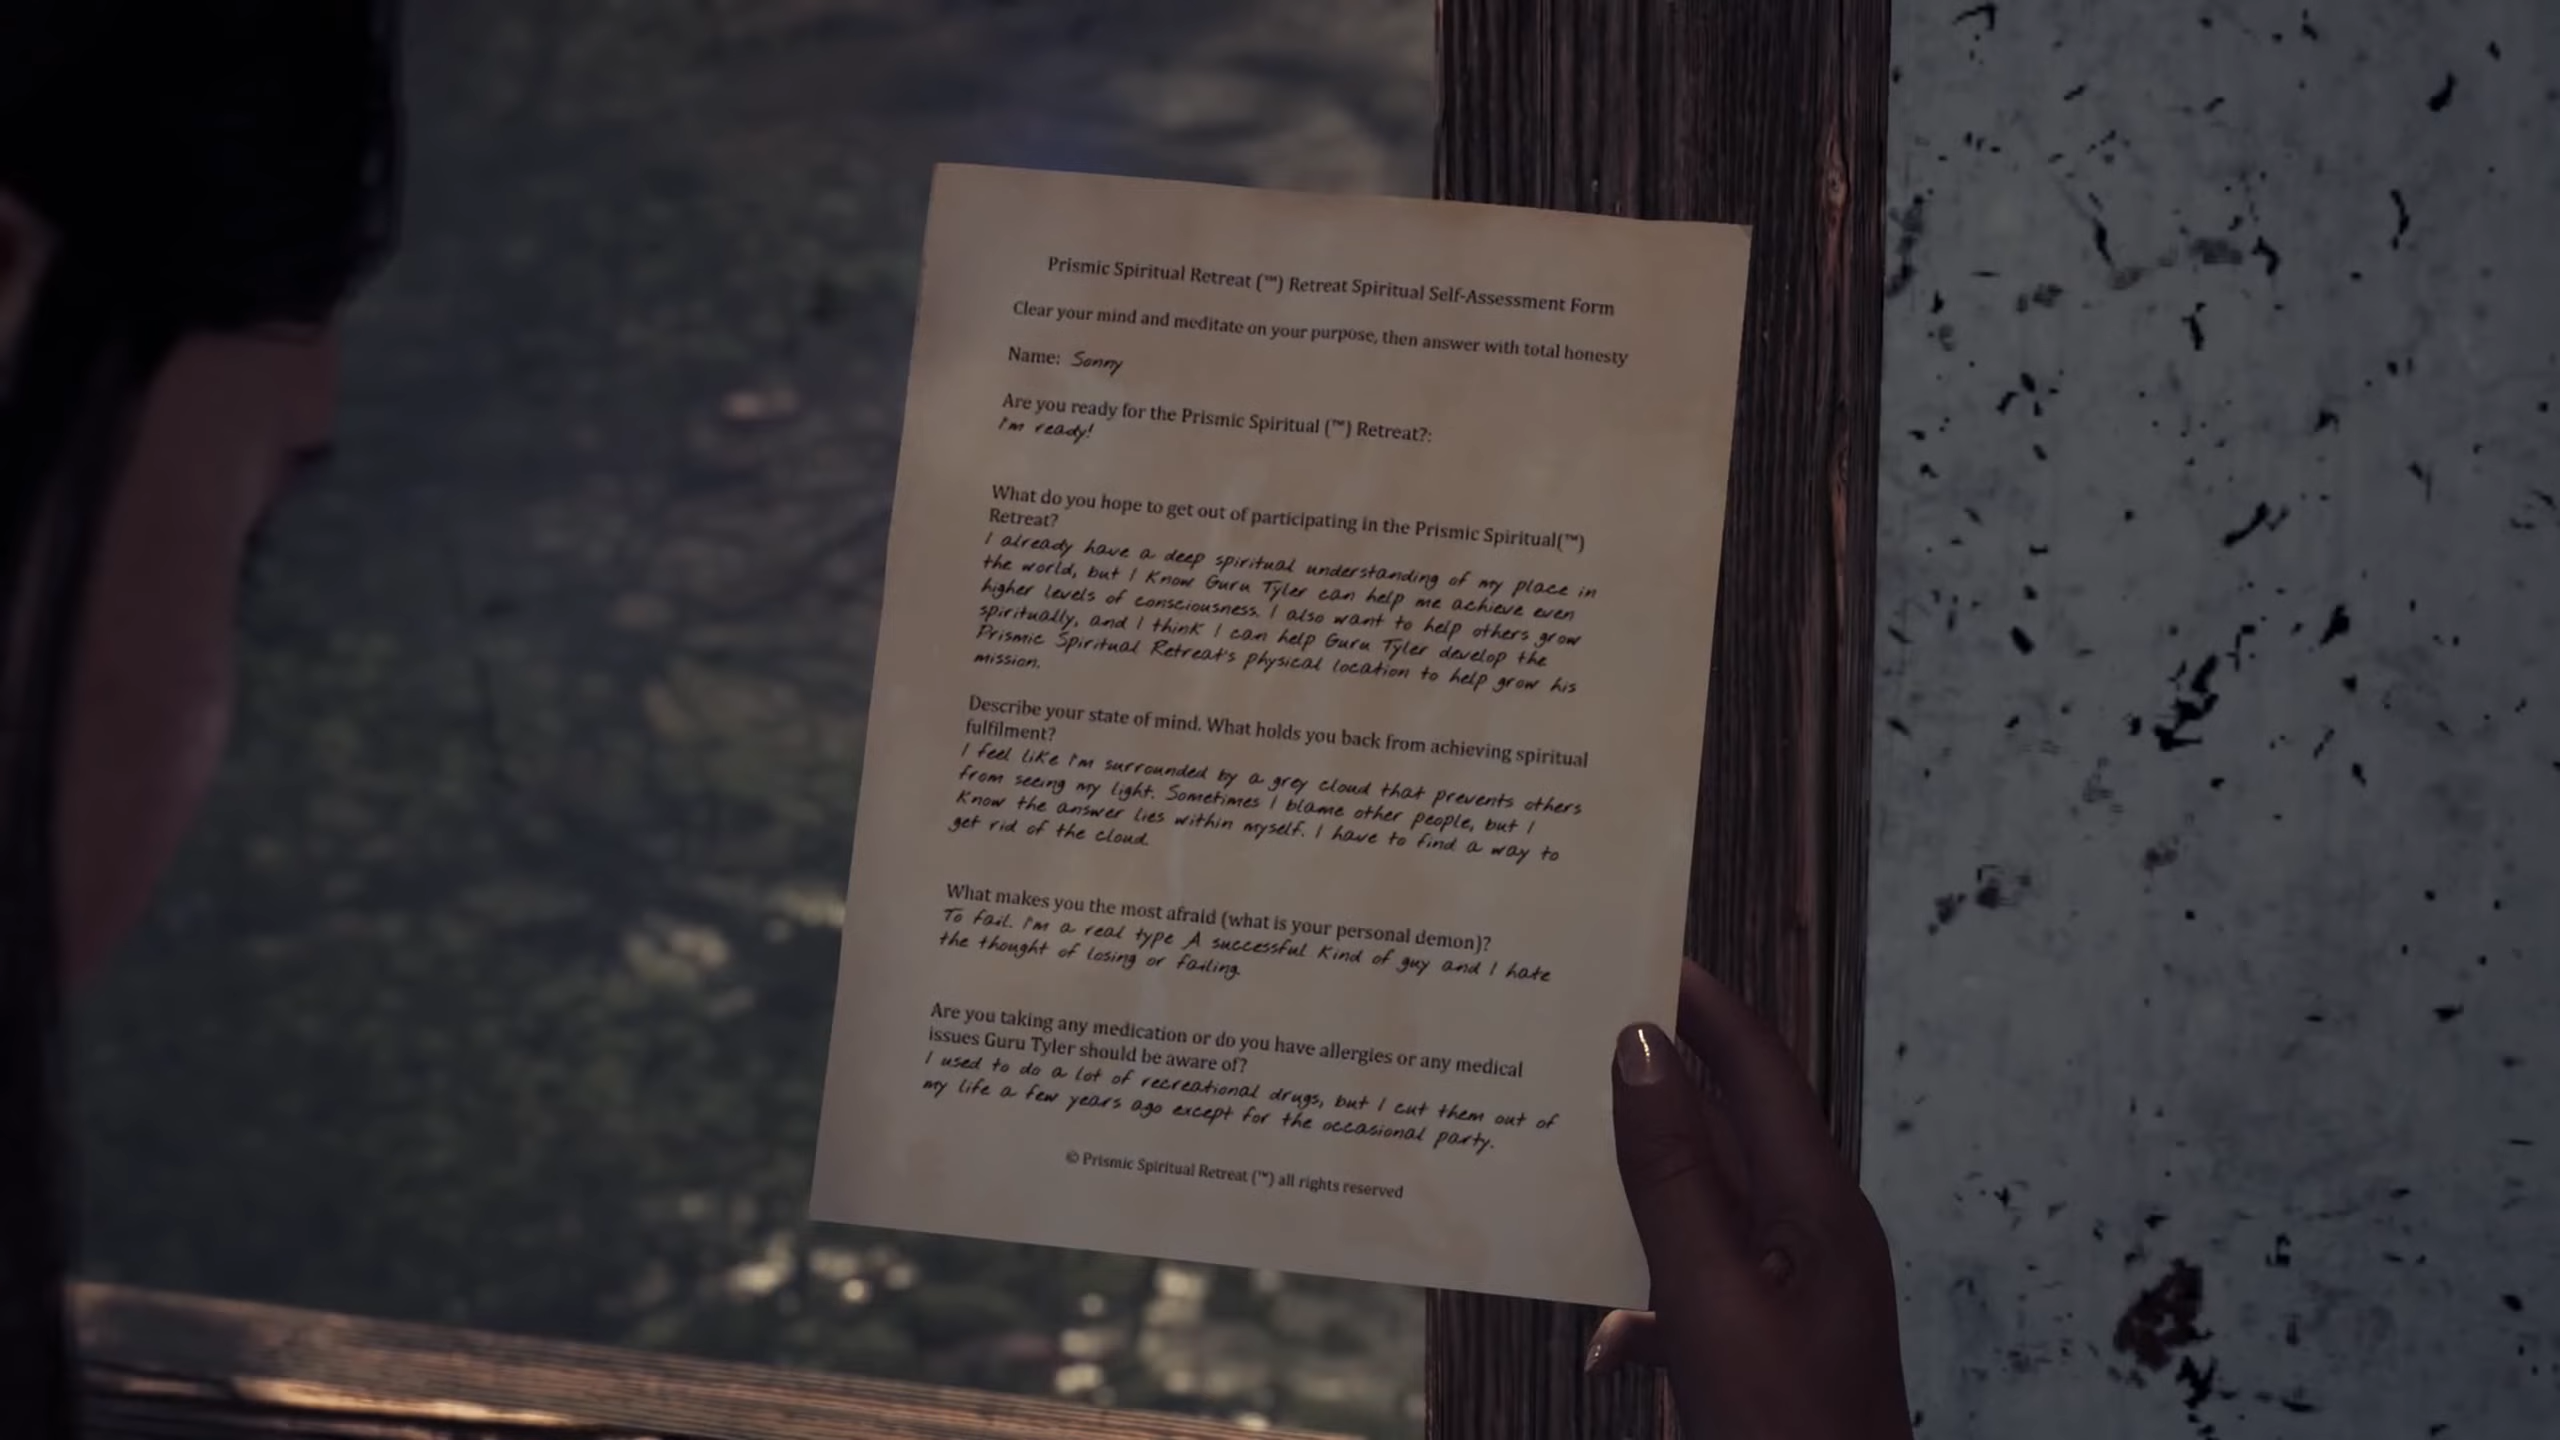 Prismic Spiritual Retreat (™) Retreat Spiritual Self-Assessment Form
Clear your mind and meditate on your purpose, then answer with total honesty
Name: Sonny
Are you ready for the Prismic Spiritual (™) Retreat?:
I'm ready!
What do you hope to get out of participating in the Prismic Spiritual(™)
Retreat?
I already have a deep spiritual understanding of my place in
the world, but I know Guru Tyler can help me achieve even
higher levels of consciousness. I also want to help others grow
spiritually, and I think I can help Guru Tyler develop the
Prismic Spiritual Retreat's physical location to help grow his
mission.
Describe your state of mind. What holds you back from achieving spiritual
fulfilment?
I feel like I'm surrounded by a grey cloud that prevents others
from seeing my light. Sometimes I blame other people, but I
know the answer lies within myself. I have to find a way to
get rid of the cloud.
What makes you the most afraid (what is your personal demon)?
To fail. I'm a real type A successful kind of guy and I hate
the thought of losing or failing.
Are you taking any medication or do you have allergies or any medical
issues Guru Tyler should be aware of?
I used to do a lot of recreational drugs, but I cut them out of
my life a few years ago except for the occasional party.
© Prismic Spiritual Retreat (™) all rights reserved